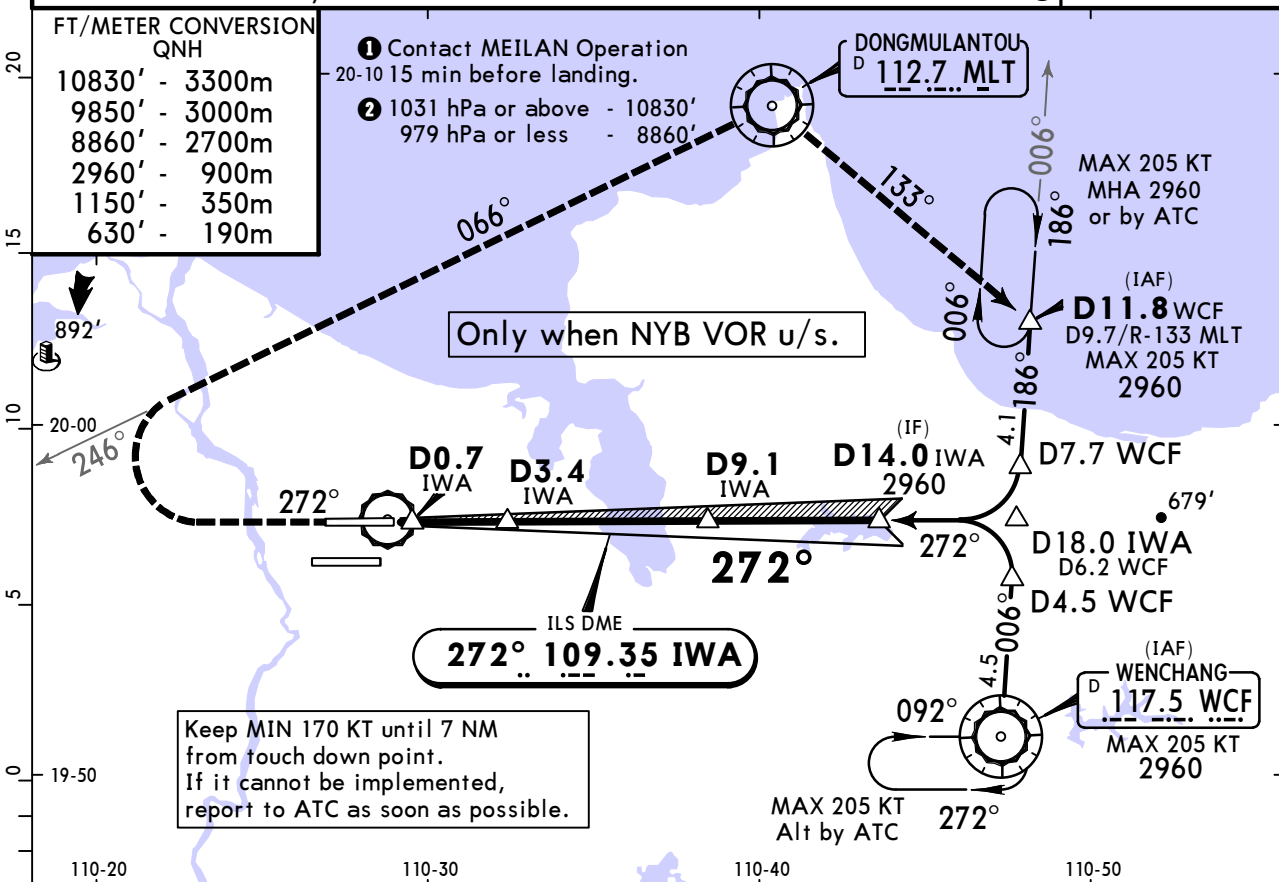 FT/METER CONVERSION
QNH
10830' - 3300m
9850' - 3000m
8860' - 2700m
2960' - 900m
1150' - 350m
630' - 190m
1 Contact MEILAN Operation
15 min before landing.
2 1031 hPa or above - 10830'
979 hPa or less - 8860'
20-10
DONGMULANTOU
D 112.7 MLT
006°
MAX 205 KT
MHA 2960
or by ATC
186°
006°
133°
066°
(IAF)
D11.8 WCF
D9.7/R-133 MLT
MAX 205 KT
2960
892'
L
Only when NYB VOR u/s.
186°
4.1
D7.7 WCF
20-00
246°
272°
D0.7
IWA
D3.4
IWA
D9.1
IWA
(IF)
D14.0 IWA
2960
679'
272°
272°
D18.0 IWA
D6.2 WCF
D4.5 WCF
006°
4.5
ILS DME
272° 109.35 IWA
(IAF)
WENCHANG
D 117.5 WCF
MAX 205 KT
2960
092°
272°
MAX 205 KT
Alt by ATC
Keep MIN 170 KT until 7 NM
from touch down point.
If it cannot be implemented,
report to ATC as soon as possible.
20
15
10
5
0
19-50
110-20
110-30
110-40
110-50